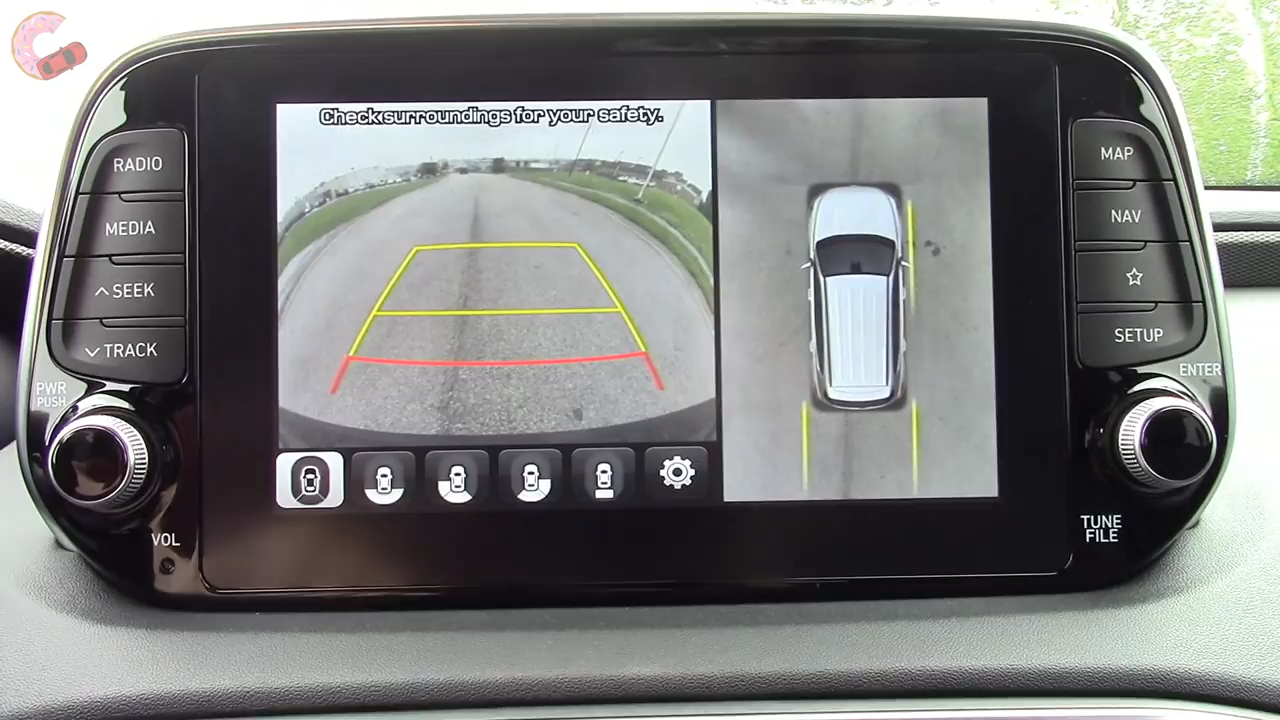 Check surroundings for your safety.
RADIO
MEDIA
SEEK
TRACK
PWR
PUSH
VOL
MAP
NAV
SETUP
ENTER
TUNE
FILE